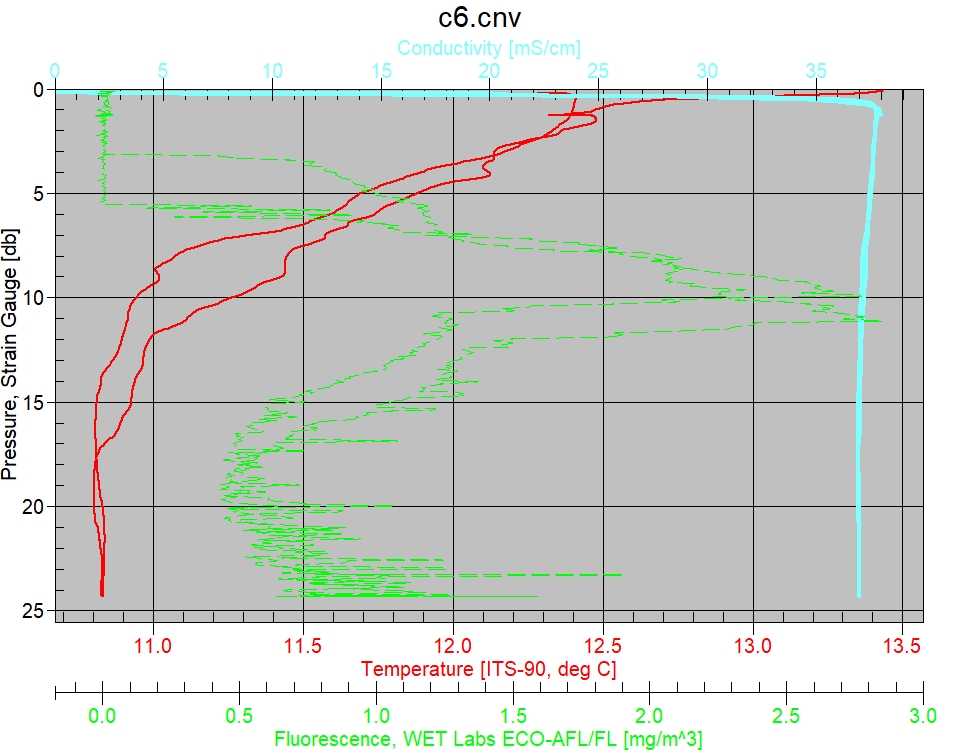 c6.cnv
Conductivity [mS/cm]
0 5 10 15 20 25 30 35
0
5
10
15
20
25
Pressure, Strain Gauge [db]
11.0 11.5 12.0 12.5 13.0 13.5
Temperature [ITS-90, deg C]
0.0 0.5 1.0 1.5 2.0 2.5 3.0
Fluorescence, WET Labs ECO-AFL/FL [mg/m^3]